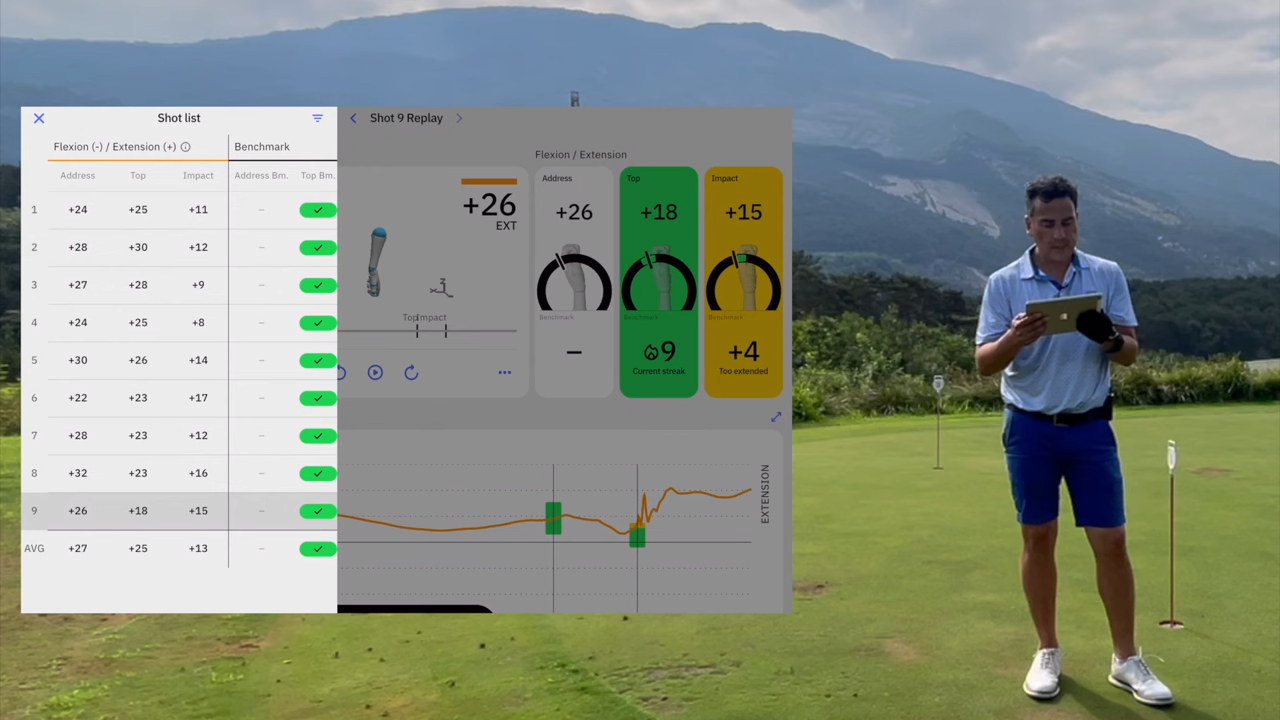 Shot list
Flexion (-) / Extension (+)
Benchmark
Address Top Impact Address Bm. Top Bm.
1 +24 +25 +11 –
2 +28 +30 +12 –
3 +27 +28 +9 –
4 +24 +25 +8 –
5 +30 +26 +14 –
6 +22 +23 +17 –
7 +28 +23 +12 –
8 +32 +23 +16 –
9 +26 +18 +15 –
AVG +27 +25 +13 –
Shot 9 Replay
+26
EXT
Top Impact
Flexion / Extension
Address Top Impact
+26 +18 +15
Benchmark Benchmark Benchmark
– 9 +4
Current streak Too extended
EXTENSION